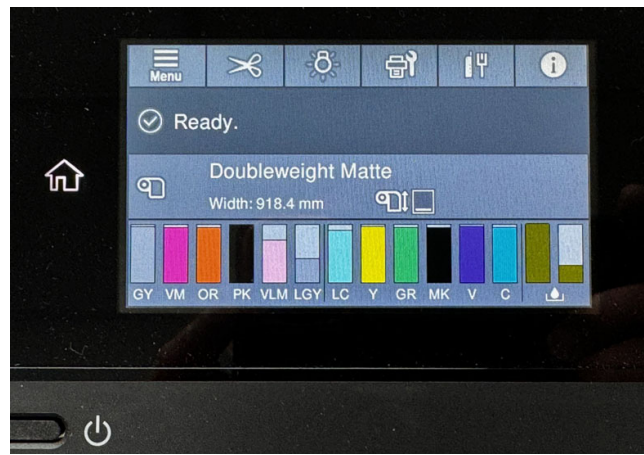 Menu
Ready.
Doubleweight Matte
Width: 918.4 mm
GY VM OR PK VLM LGY LC Y GR MK V C